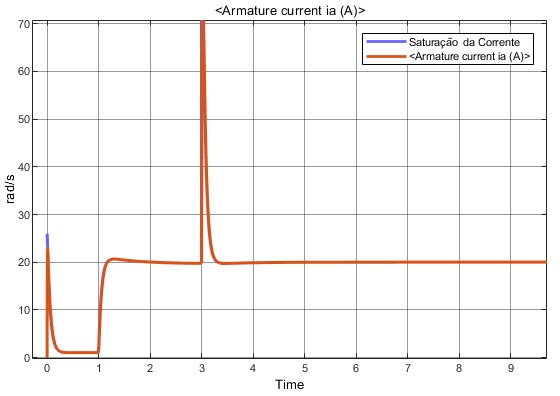 <Armature current ia (A)>
Saturação da Corrente
<Armature current ia (A)>
rad/s
70
60
50
40
30
20
10
0
0 1 2 3 4 5 6 7 8 9
Time